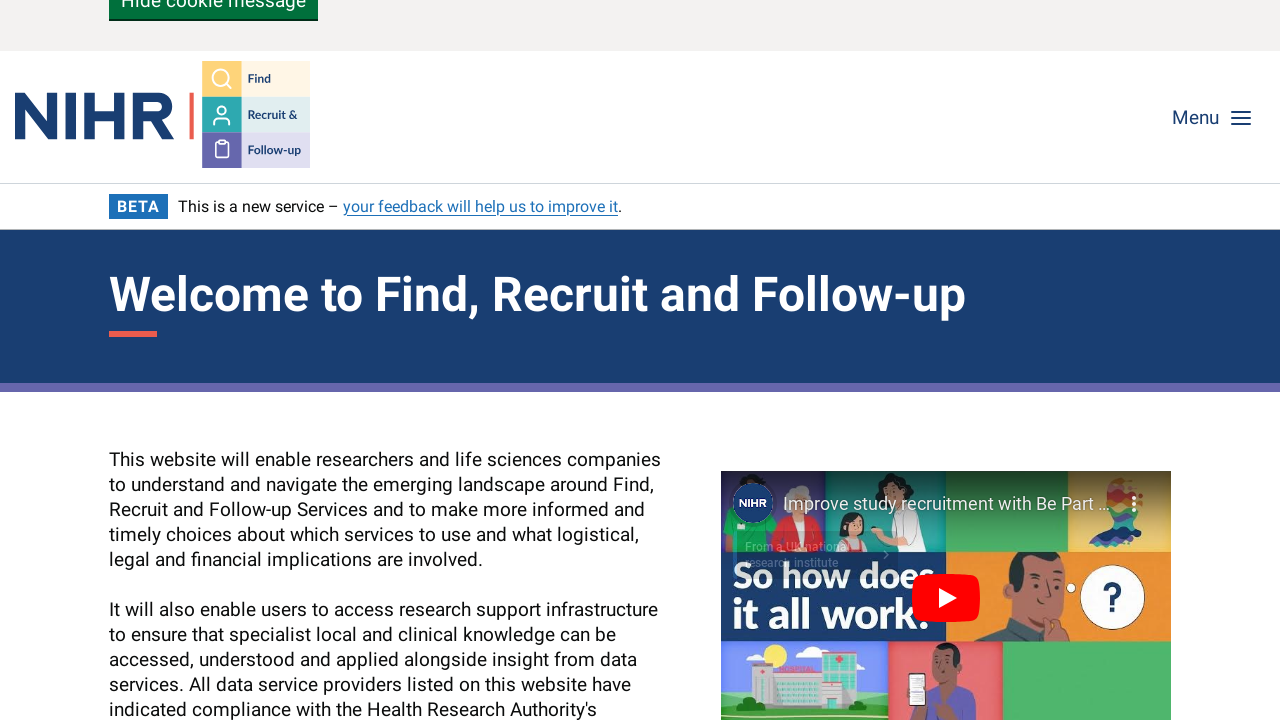 Hide cookie message
NIHR
Find
Recruit &
Follow-up
Menu
BETA This is a new service – your feedback will help us to improve it.
Welcome to Find, Recruit and Follow-up
This website will enable researchers and life sciences companies
to understand and navigate the emerging landscape around Find,
Recruit and Follow-up Services and to make more informed and
timely choices about which services to use and what logistical,
legal and financial implications are involved.
It will also enable users to access research support infrastructure
to ensure that specialist local and clinical knowledge can be
accessed, understood and applied alongside insight from data
services. All data service providers listed on this website have
indicated compliance with the Health Research Authority's
NIHR
Improve study recruitment with Be Part ...
From a UK national
research institute
So how does
it all work?
?
HOSPITAL